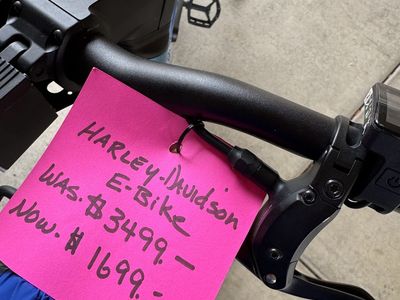 HARLEY-Davidson
E-Bike
WAS. $3499.—
Now. $1699.—